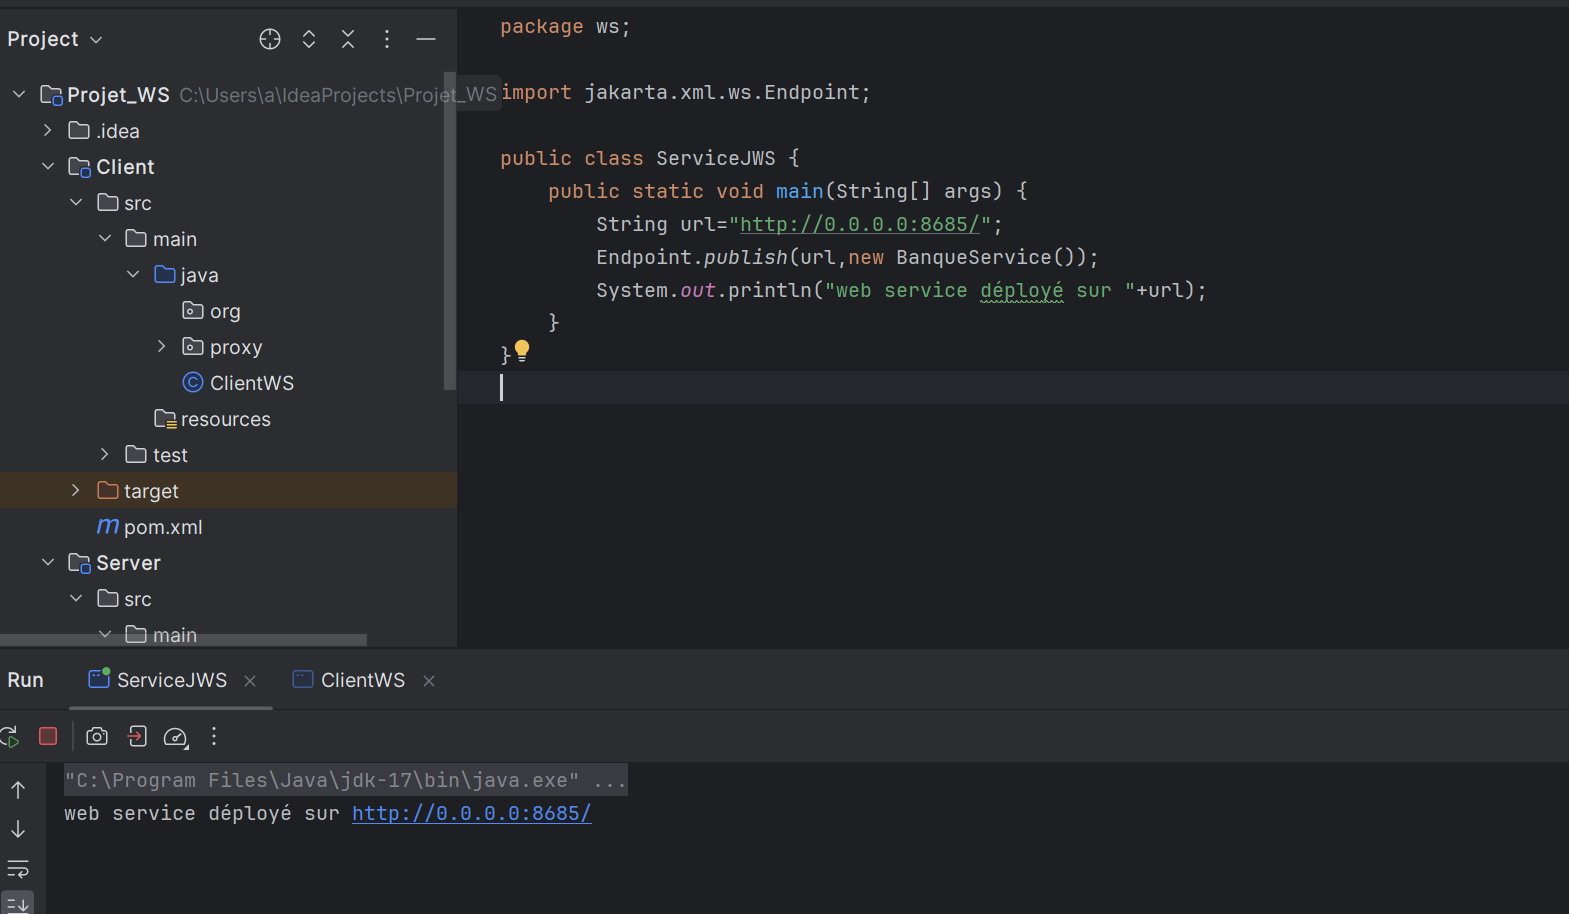 Project
Projet_WS C:\Users\a\IdeaProjects\Projet_WS
.idea
Client
src
main
java
org
proxy
ClientWS
resources
test
target
pom.xml
Server
src
main
package ws;
import jakarta.xml.ws.Endpoint;
public class ServiceJWS {
public static void main(String[] args) {
String url="http://0.0.0.0:8685/";
Endpoint.publish(url,new BanqueService());
System.out.println("web service déployé sur "+url);
}
}
Run ServiceJWS ClientWS
"C:\Program Files\Java\jdk-17\bin\java.exe" ...
web service déployé sur http://0.0.0.0:8685/